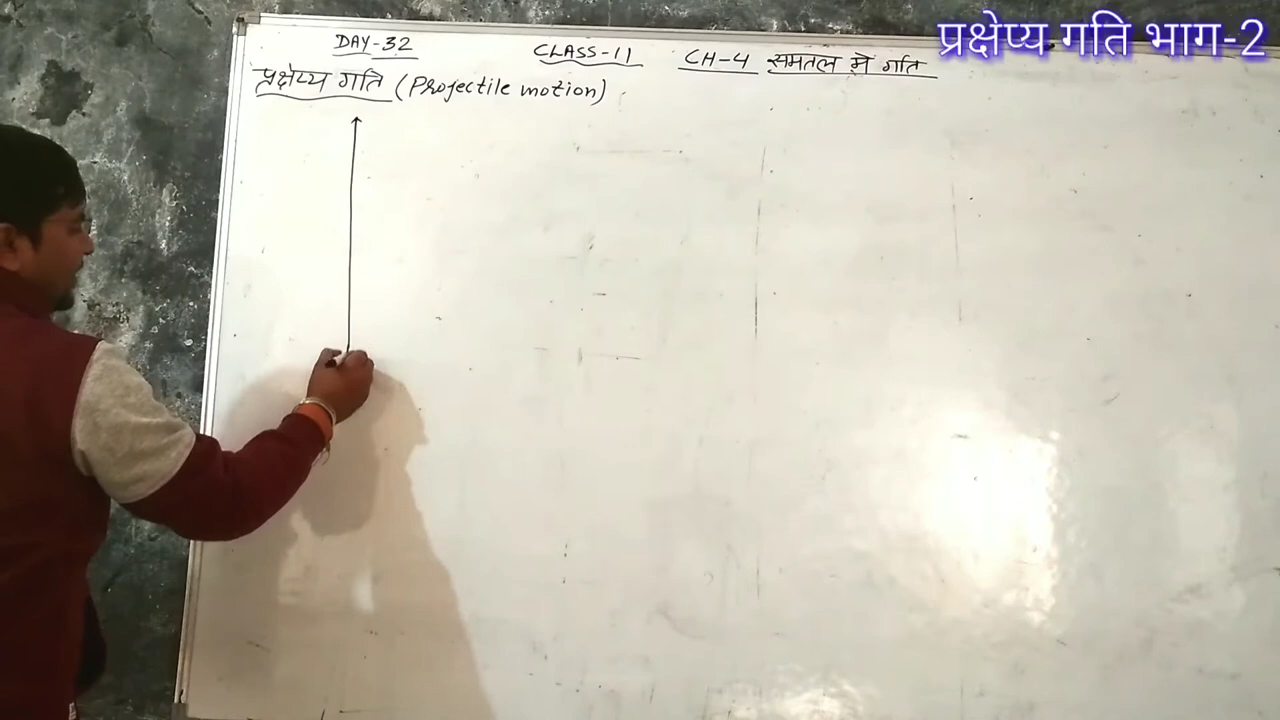 प्रक्षेप्य गति भाग-2
DAY-32 CLASS-11 CH-4 समतल मे गति
प्रक्षेप्य गति (Projectile motion)